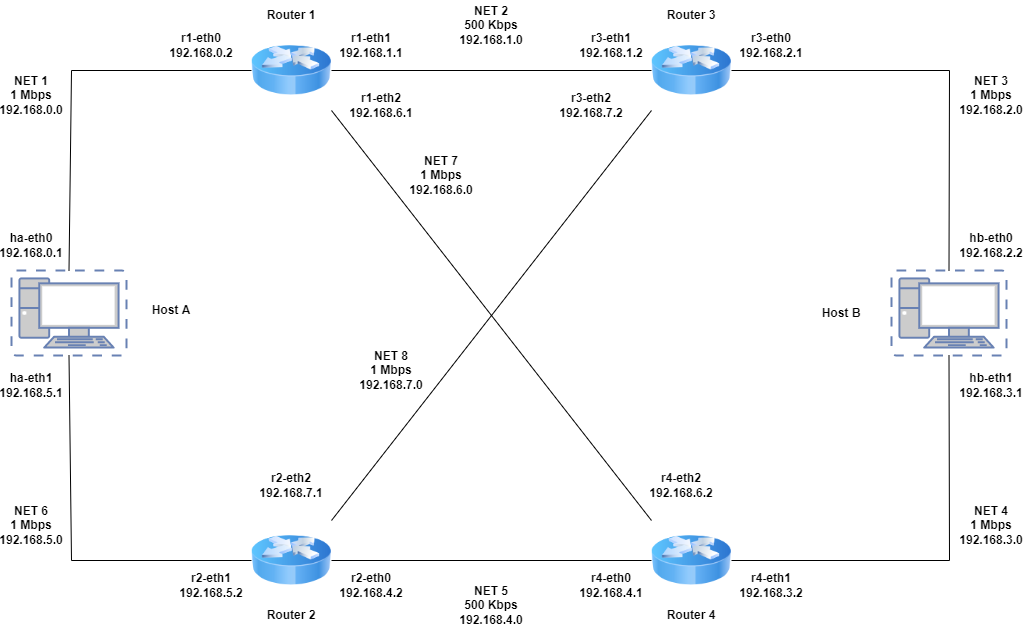 Router 1
NET 2
500 Kbps
192.168.1.0
Router 3
r1-eth0
192.168.0.2
r1-eth1
192.168.1.1
r3-eth1
192.168.1.2
r3-eth0
192.168.2.1
NET 1
1 Mbps
192.168.0.0
r1-eth2
192.168.6.1
r3-eth2
192.168.7.2
NET 3
1 Mbps
192.168.2.0
NET 7
1 Mbps
192.168.6.0
ha-eth0
192.168.0.1
hb-eth0
192.168.2.2
Host A
Host B
ha-eth1
192.168.5.1
NET 8
1 Mbps
192.168.7.0
hb-eth1
192.168.3.1
r2-eth2
192.168.7.1
r4-eth2
192.168.6.2
NET 6
1 Mbps
192.168.5.0
NET 4
1 Mbps
192.168.3.0
r2-eth1
192.168.5.2
r2-eth0
192.168.4.2
r4-eth0
192.168.4.1
r4-eth1
192.168.3.2
Router 2
NET 5
500 Kbps
192.168.4.0
Router 4